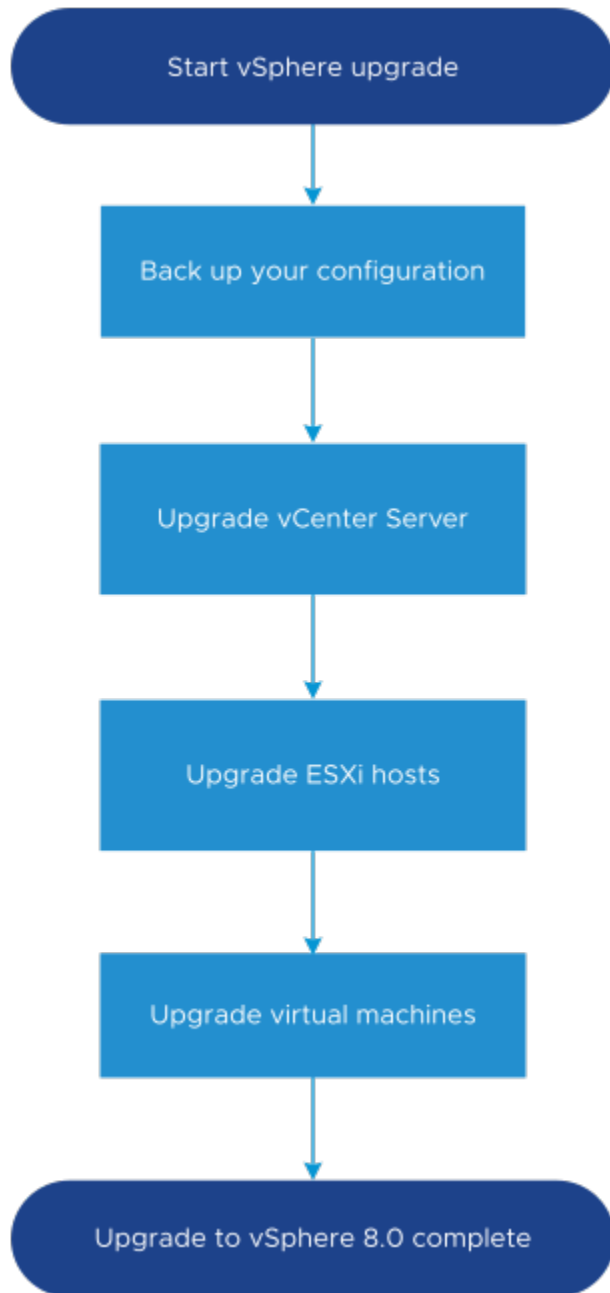 Start vSphere upgrade
Back up your configuration
Upgrade vCenter Server
Upgrade ESXi hosts
Upgrade virtual machines
Upgrade to vSphere 8.0 complete